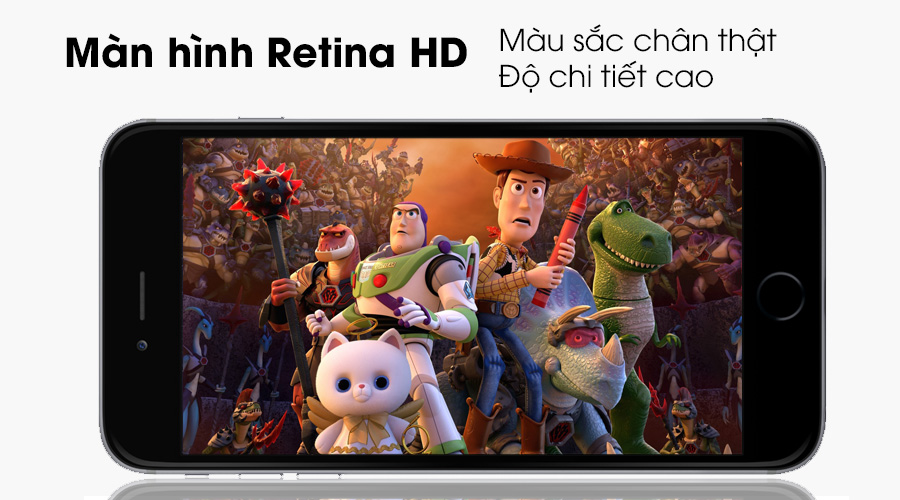 Màn hình Retina HD
Màu sắc chân thật
Độ chi tiết cao